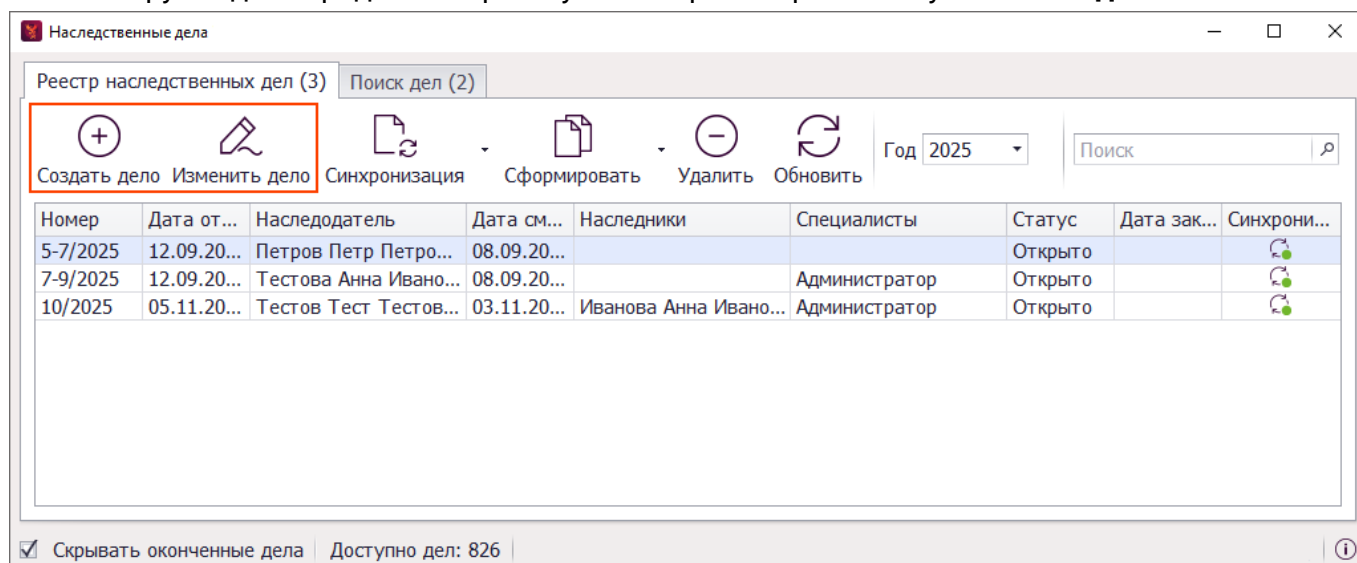 Наследственные дела
Реестр наследственных дел (3) Поиск дел (2)
Создать дело Изменить дело Синхронизация Сформировать Удалить Обновить Год 2025 Поиск
Номер Дата от... Наследодатель Дата см... Наследники Специалисты Статус Дата зак... Синхрони...
5-7/2025 12.09.20... Петров Петр Петро... 08.09.20... Открыто
7-9/2025 12.09.20... Тестова Анна Ивано... 08.09.20... Администратор Открыто
10/2025 05.11.20... Тестов Тест Тестов... 03.11.20... Иванова Анна Ивано... Администратор Открыто
Скрывать оконченные дела Доступно дел: 826